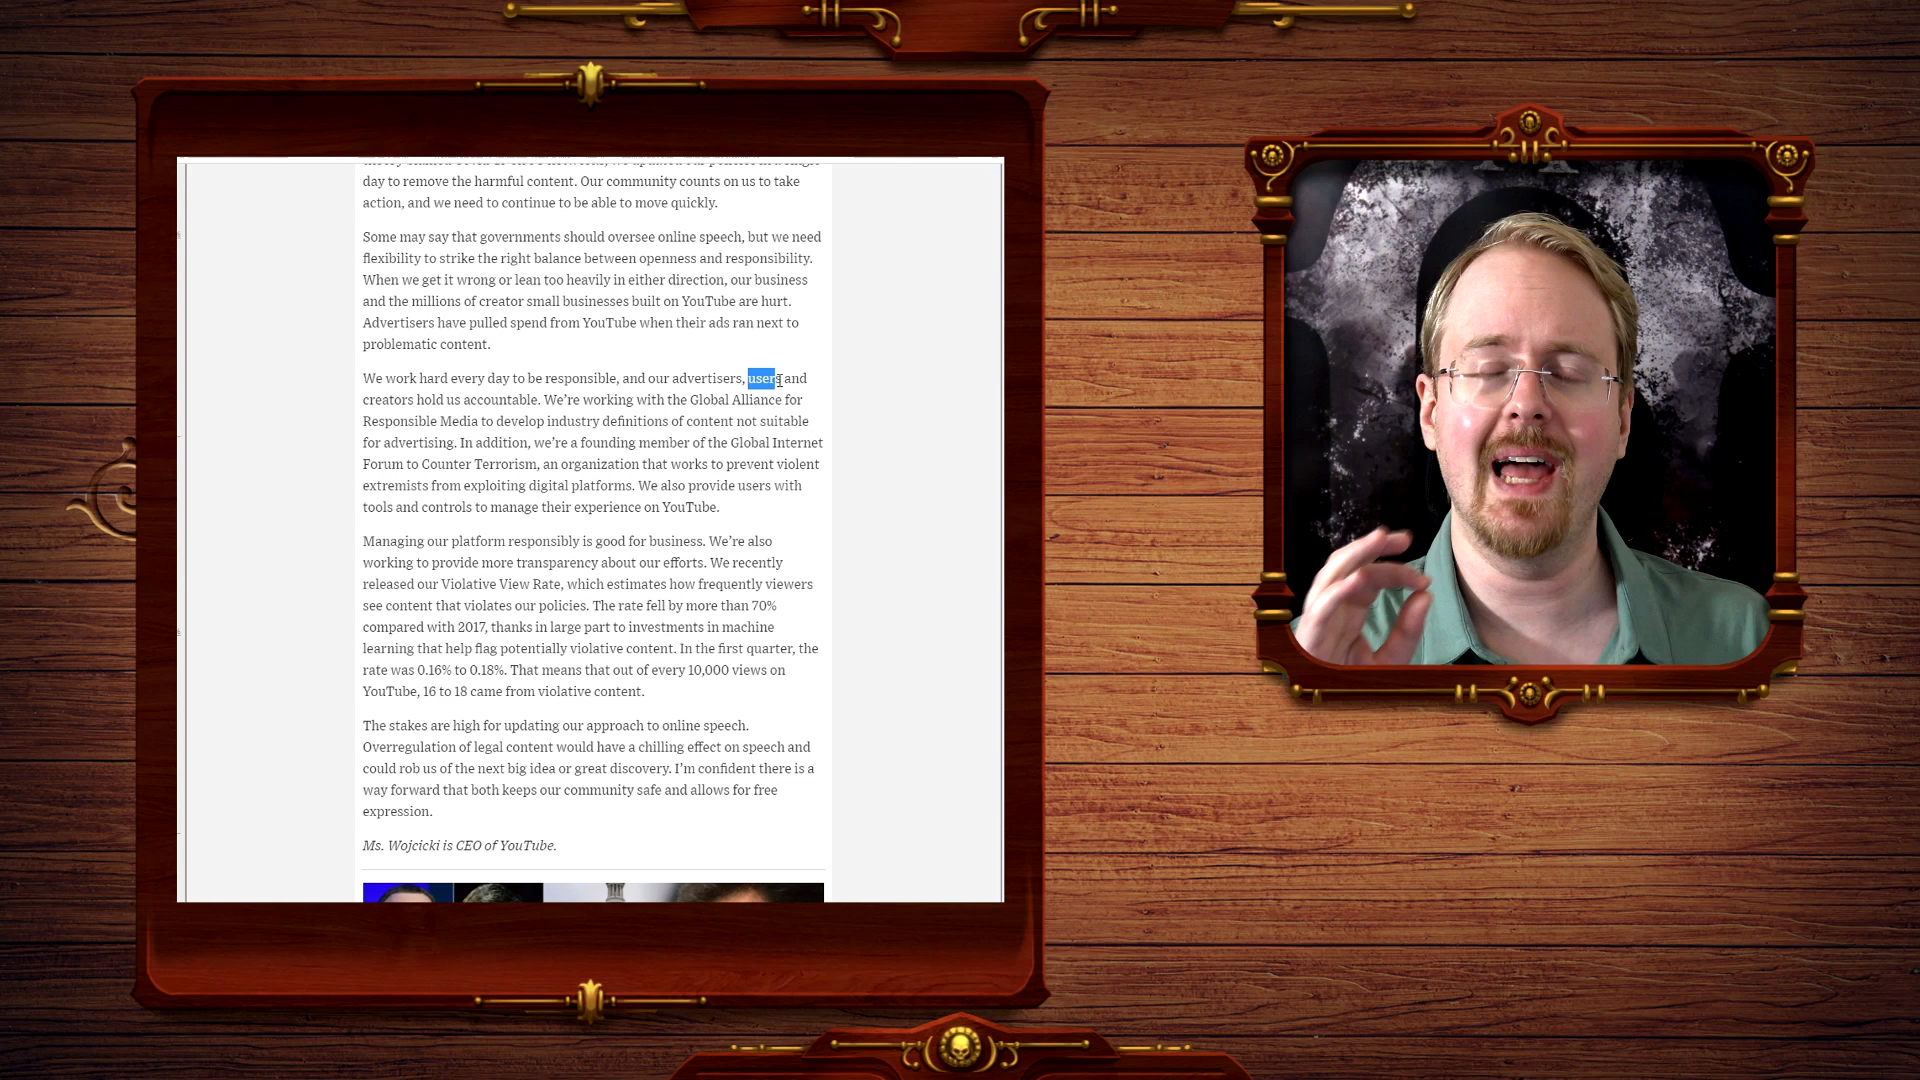 day to remove the harmful content. Our community counts on us to take
action, and we need to continue to be able to move quickly.
Some may say that governments should oversee online speech, but we need
flexibility to strike the right balance between openness and responsibility.
When we get it wrong or lean too heavily in either direction, our business
and the millions of creator small businesses built on YouTube are hurt.
Advertisers have pulled spend from YouTube when their ads ran next to
problematic content.
We work hard every day to be responsible, and our advertisers, users and
creators hold us accountable. We’re working with the Global Alliance for
Responsible Media to develop industry definitions of content not suitable
for advertising. In addition, we’re a founding member of the Global Internet
Forum to Counter Terrorism, an organization that works to prevent violent
extremists from exploiting digital platforms. We also provide users with
tools and controls to manage their experience on YouTube.
Managing our platform responsibly is good for business. We’re also
working to provide more transparency about our efforts. We recently
released our Violative View Rate, which estimates how frequently viewers
see content that violates our policies. The rate fell by more than 70%
compared with 2017, thanks in large part to investments in machine
learning that help flag potentially violative content. In the first quarter, the
rate was 0.16% to 0.18%. That means that out of every 10,000 views on
YouTube, 16 to 18 came from violative content.
The stakes are high for updating our approach to online speech.
Overregulation of legal content would have a chilling effect on speech and
could rob us of the next big idea or great discovery. I’m confident there is a
way forward that both keeps our community safe and allows for free
expression.
Ms. Wojcicki is CEO of YouTube.